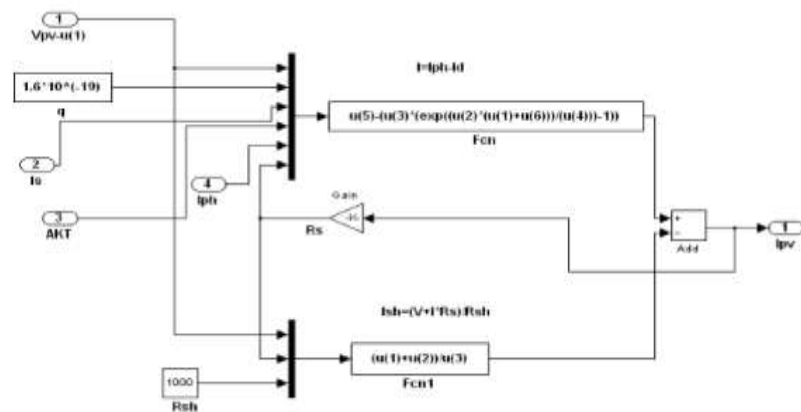 1
Vpv-u(1)
I=Iph-Id
1.6*10^(-19)
q
u(5)-(u(3)*(exp((u(2)*(u(1)+u(6)))/(u(4)))-1))
Fcn
2
Is
4
Iph
3
AKT
Gain
-K-
Rs
+
-
Add
1
Ipv
Ish=(V+I*Rs)/Rsh
(u(1)+u(2))/u(3)
Fcn1
1000
Rsh